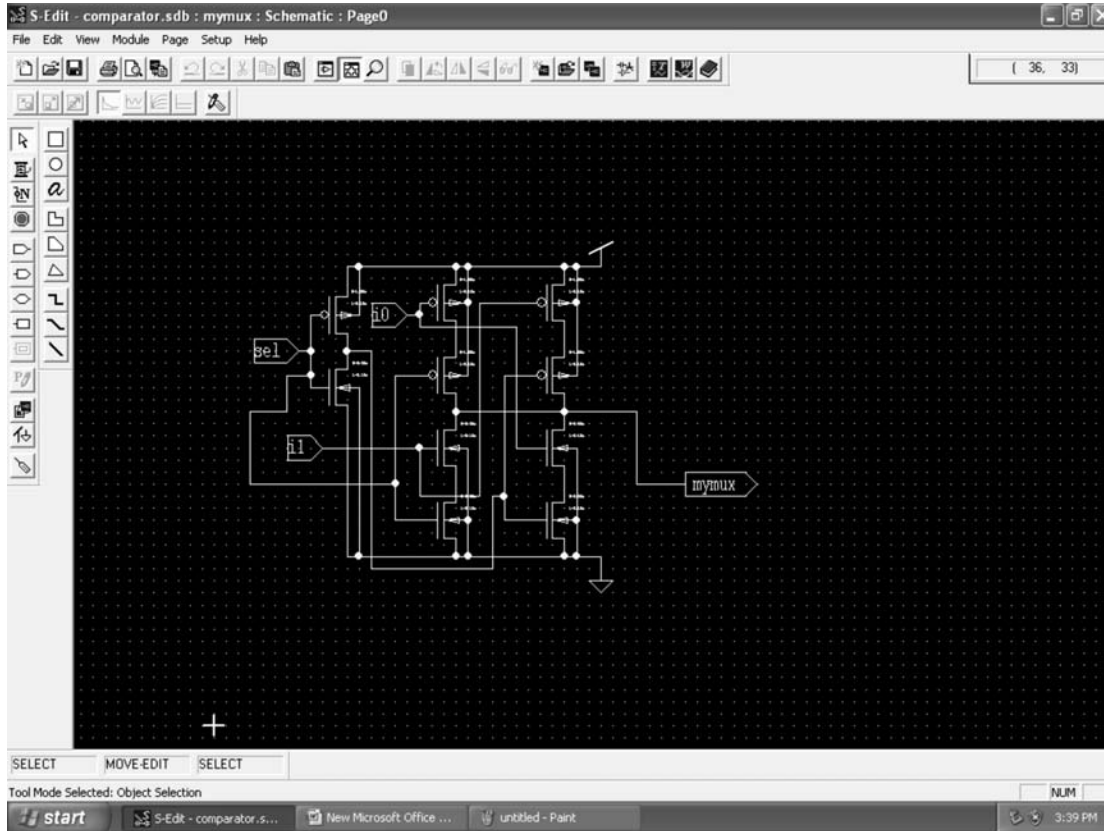 S-Edit - comparator.sdb : mymux : Schematic : Page0
File Edit View Module Page Setup Help
( 36, 33)
i0
sel
i1
mymux
SELECT MOVE-EDIT SELECT
Tool Mode Selected: Object Selection
NUM
start
S-Edit - comparator.s...
New Microsoft Office ...
untitled - Paint
3:39 PM